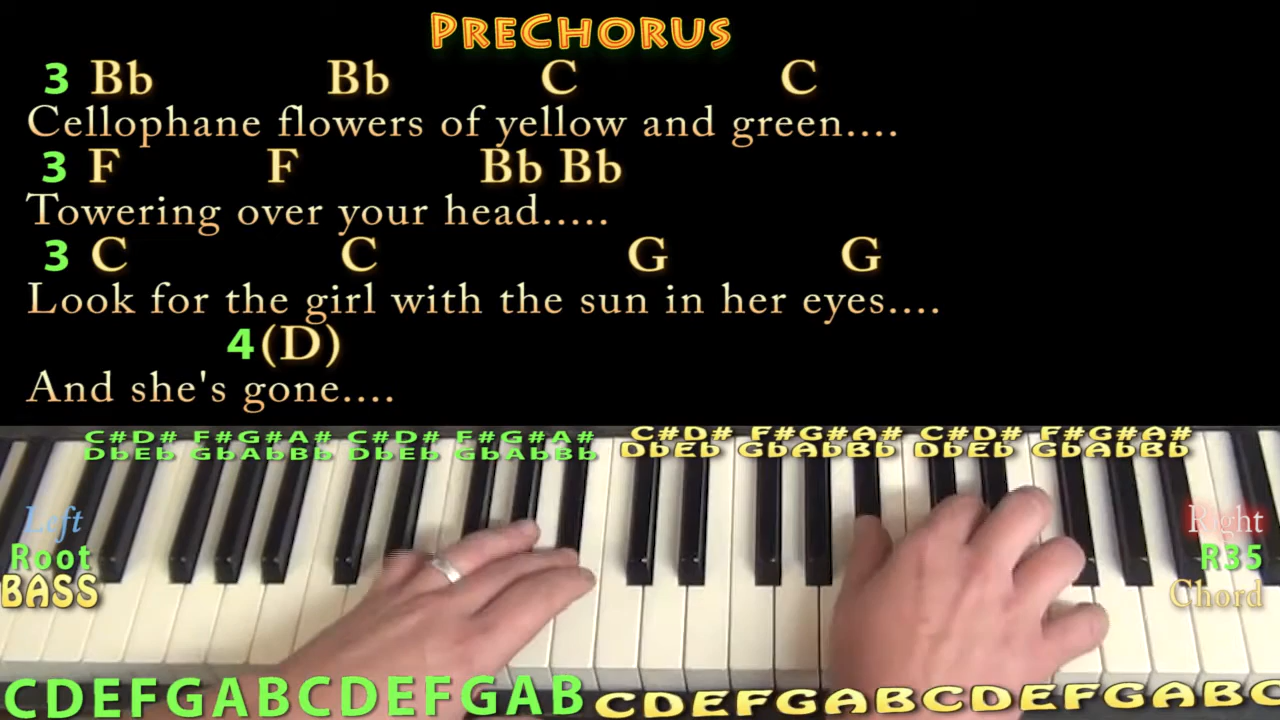 PreChorus
3 Bb Bb C C
Cellophane flowers of yellow and green....
3 F F Bb Bb
Towering over your head.....
3 C C G G
Look for the girl with the sun in her eyes....
4 (D)
And she's gone....
C#D# F#G#A# C#D# F#G#A# C#D# F#G#A# C#D# F#G#A#
DbEb GbAbBb DbEb GbAbBb DbEb GbAbBb DbEb GbAbBb
Left
Root
BASS
Right
R35
Chord
CDEFGABCDEFGAB CDEFGABCDEFGABC